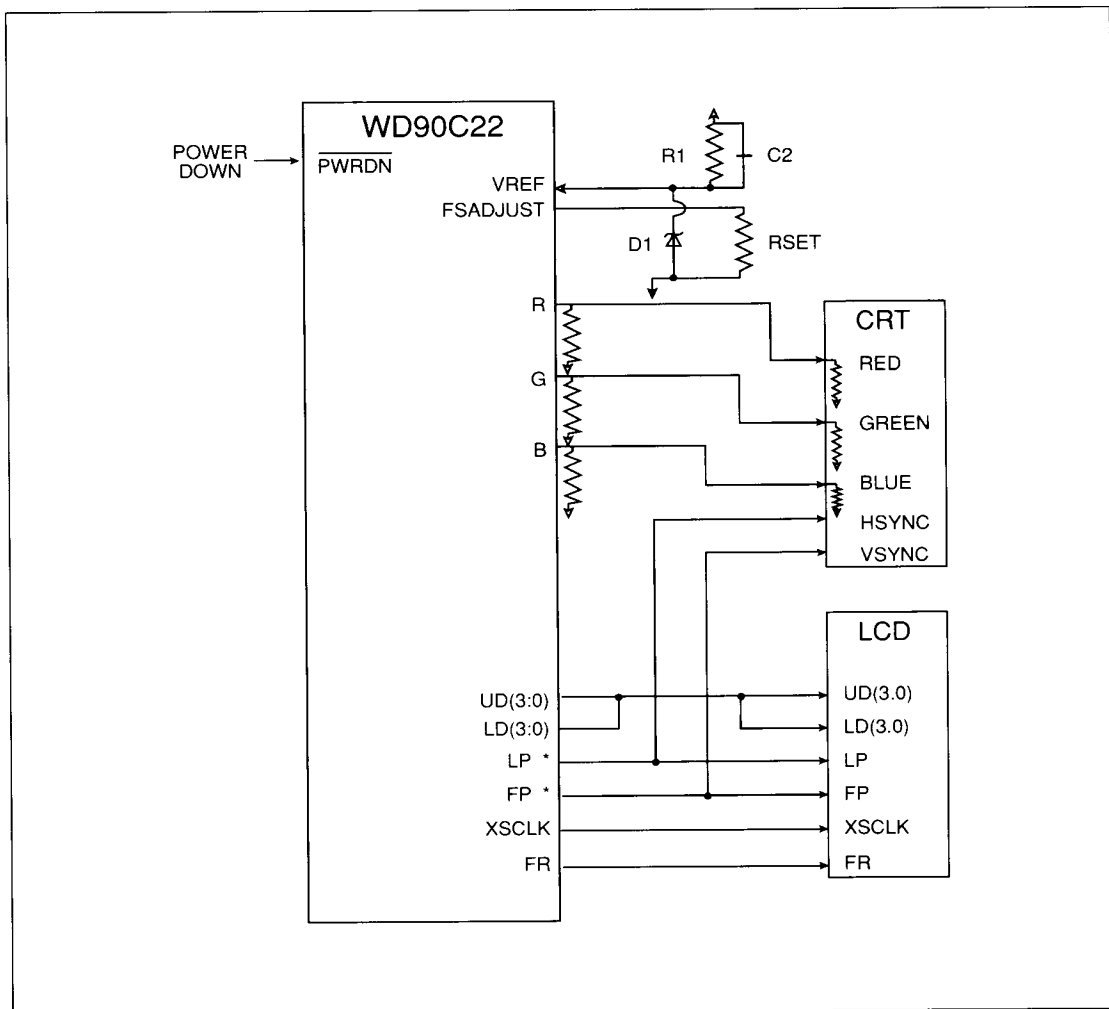 WD90C22
POWER
DOWN
PWRDN
VREF
FSADJUST
R1
C2
D1
RSET
R
G
B
CRT
RED
GREEN
BLUE
HSYNC
VSYNC
UD(3:0)
LD(3:0)
LP *
FP *
XSCLK
FR
LCD
UD(3.0)
LD(3.0)
LP
FP
XSCLK
FR